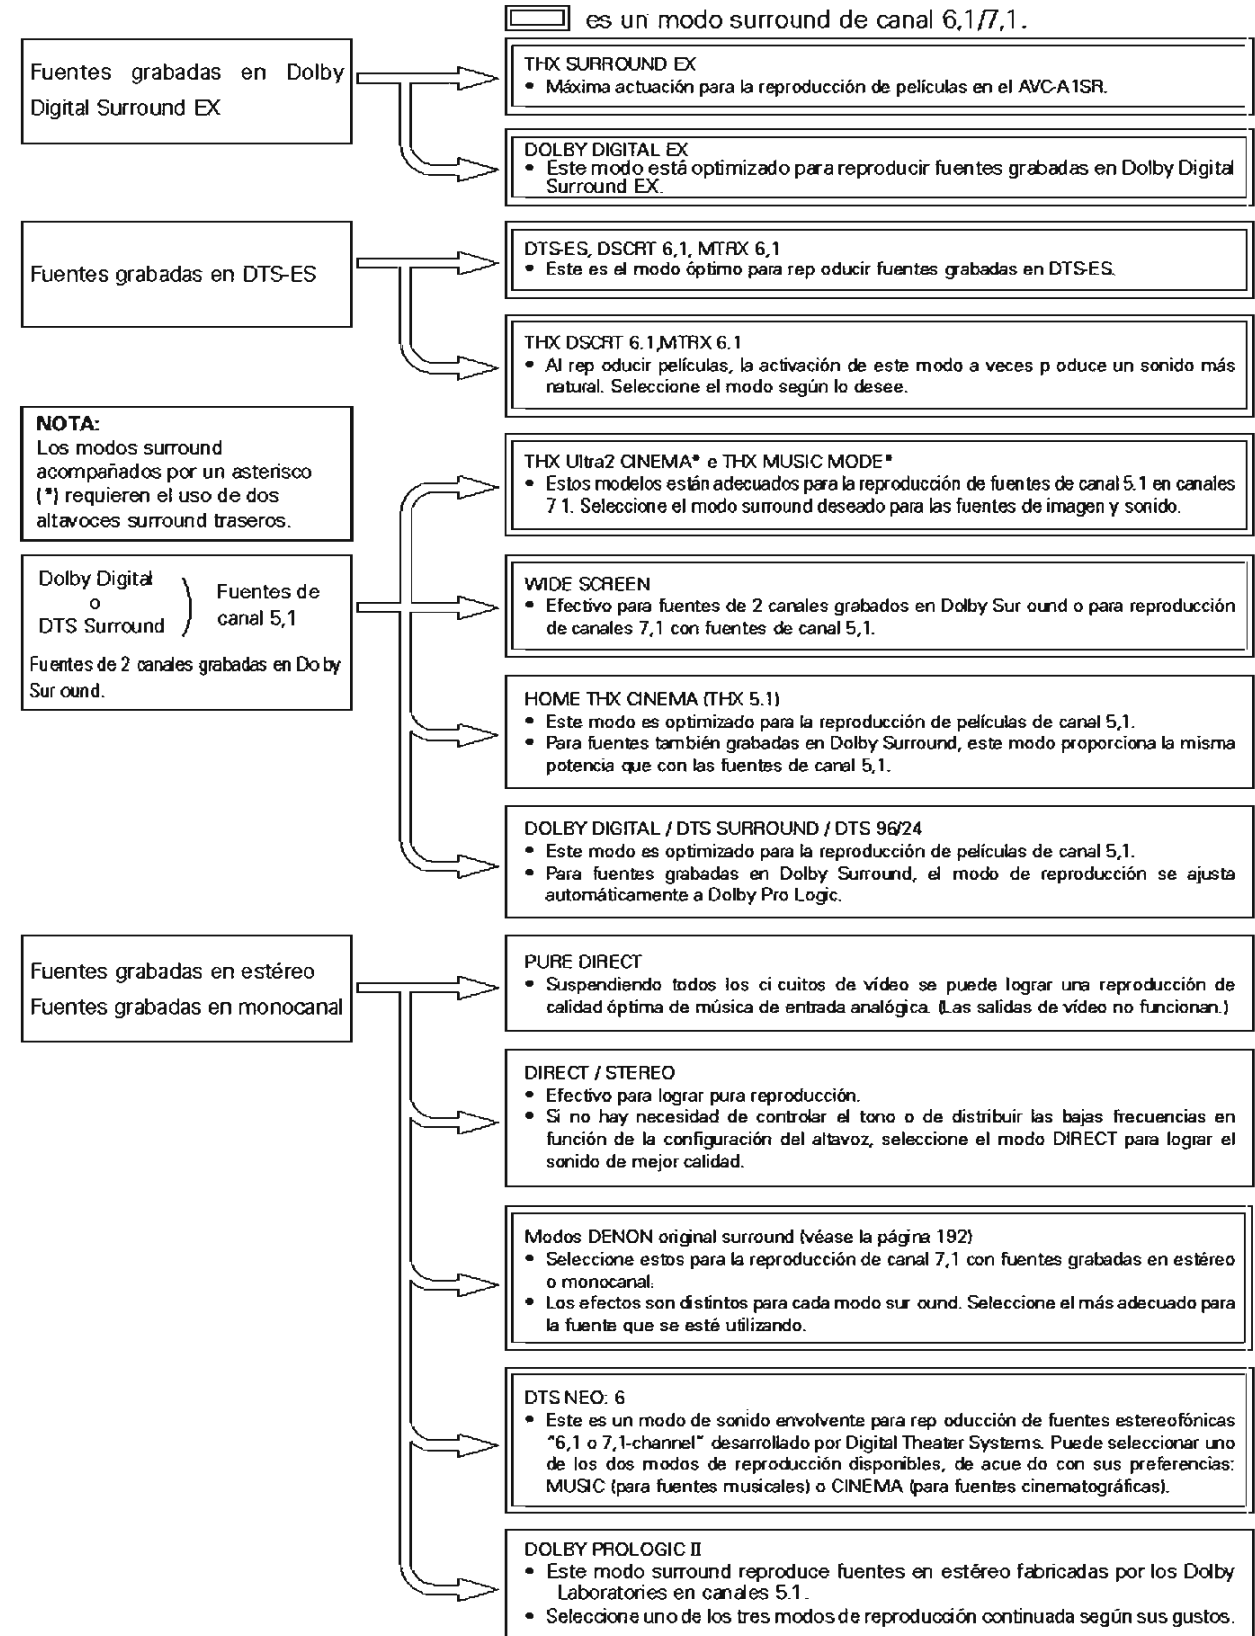 es un modo surround de canal 6,1/7,1.
Fuentes grabadas en Dolby
Digital Surround EX
THX SURROUND EX
• Máxima actuación para la reproducción de películas en el AVC-A1SR.
DOLBY DIGITAL EX
• Este modo está optimizado para reproducir fuentes grabadas en Dolby Digital
Surround EX.
Fuentes grabadas en DTS-ES
DTS-ES, DSCRT 6,1, MTRX 6,1
• Este es el modo óptimo para rep oducir fuentes grabadas en DTS-ES.
THX DSCRT 6.1,MTRX 6.1
• Al rep oducir películas, la activación de este modo a veces p oduce un sonido más
natural. Seleccione el modo según lo desee.
NOTA:
Los modos surround
acompañados por un asterisco
(*) requieren el uso de dos
altavoces surround traseros.
THX Ultra2 CINEMA* e THX MUSIC MODE*
• Estos modelos están adecuados para la reproducción de fuentes de canal 5.1 en canales
7 1. Seleccione el modo surround deseado para las fuentes de imagen y sonido.
Dolby Digital
o
DTS Surround
) Fuentes de
canal 5,1
Fuentes de 2 canales grabadas en Do by
Sur ound.
WIDE SCREEN
• Efectivo para fuentes de 2 canales grabados en Dolby Sur ound o para reproducción
de canales 7,1 con fuentes de canal 5,1.
HOME THX CINEMA (THX 5.1)
• Este modo es optimizado para la reproducción de películas de canal 5,1.
• Para fuentes también grabadas en Dolby Surround, este modo proporciona la misma
potencia que con las fuentes de canal 5,1.
DOLBY DIGITAL / DTS SURROUND / DTS 96/24
• Este modo es optimizado para la reproducción de películas de canal 5,1.
• Para fuentes grabadas en Dolby Surround, el modo de reproducción se ajusta
automáticamente a Dolby Pro Logic.
Fuentes grabadas en estéreo
Fuentes grabadas en monocanal
PURE DIRECT
• Suspendiendo todos los ci cuitos de vídeo se puede lograr una reproducción de
calidad óptima de música de entrada analógica. (Las salidas de vídeo no funcionan.)
DIRECT / STEREO
• Efectivo para lograr pura reproducción.
• Si no hay necesidad de controlar el tono o de distribuir las bajas frecuencias en
función de la configuración del altavoz, seleccione el modo DIRECT para lograr el
sonido de mejor calidad.
Modos DENON original surround (véase la página 192)
• Seleccione estos para la reproducción de canal 7,1 con fuentes grabadas en estéreo
o monocanal.
• Los efectos son distintos para cada modo sur ound. Seleccione el más adecuado para
la fuente que se esté utilizando.
DTS NEO: 6
• Este es un modo de sonido envolvente para rep oducción de fuentes estereofónicas
"6,1 o 7,1-channel" desarrollado por Digital Theater Systems. Puede seleccionar uno
de los dos modos de reproducción disponibles, de acue do con sus preferencias:
MUSIC (para fuentes musicales) o CINEMA (para fuentes cinematográficas).
DOLBY PROLOGIC II
• Este modo surround reproduce fuentes en estéreo fabricadas por los Dolby
Laboratories en canales 5.1.
• Seleccione uno de los tres modos de reproducción continuada según sus gustos.